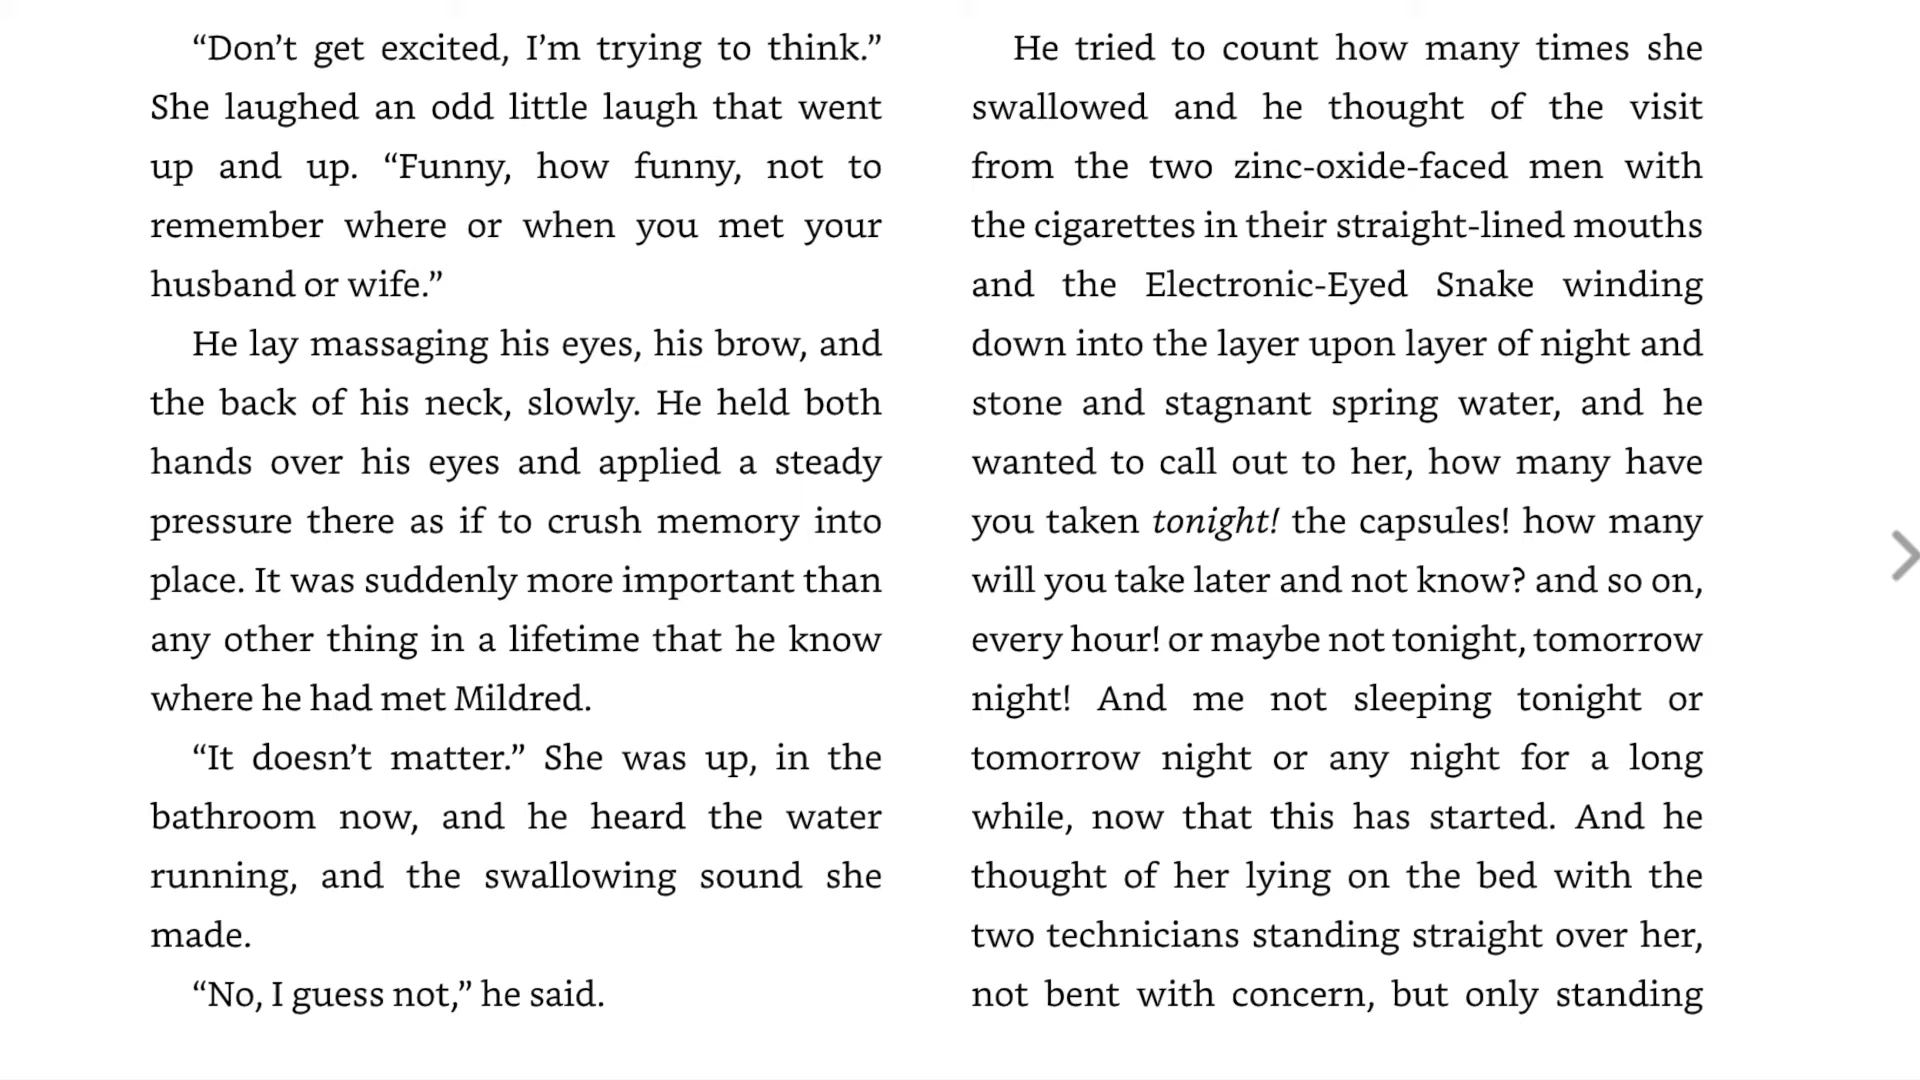 “Don’t get excited, I’m trying to think.”
She laughed an odd little laugh that went
up and up. “Funny, how funny, not to
remember where or when you met your
husband or wife.”
He lay massaging his eyes, his brow, and
the back of his neck, slowly. He held both
hands over his eyes and applied a steady
pressure there as if to crush memory into
place. It was suddenly more important than
any other thing in a lifetime that he know
where he had met Mildred.
“It doesn’t matter.” She was up, in the
bathroom now, and he heard the water
running, and the swallowing sound she
made.
“No, I guess not,” he said.
He tried to count how many times she
swallowed and he thought of the visit
from the two zinc-oxide-faced men with
the cigarettes in their straight-lined mouths
and the Electronic-Eyed Snake winding
down into the layer upon layer of night and
stone and stagnant spring water, and he
wanted to call out to her, how many have
you taken tonight! the capsules! how many
will you take later and not know? and so on,
every hour! or maybe not tonight, tomorrow
night! And me not sleeping tonight or
tomorrow night or any night for a long
while, now that this has started. And he
thought of her lying on the bed with the
two technicians standing straight over her,
not bent with concern, but only standing